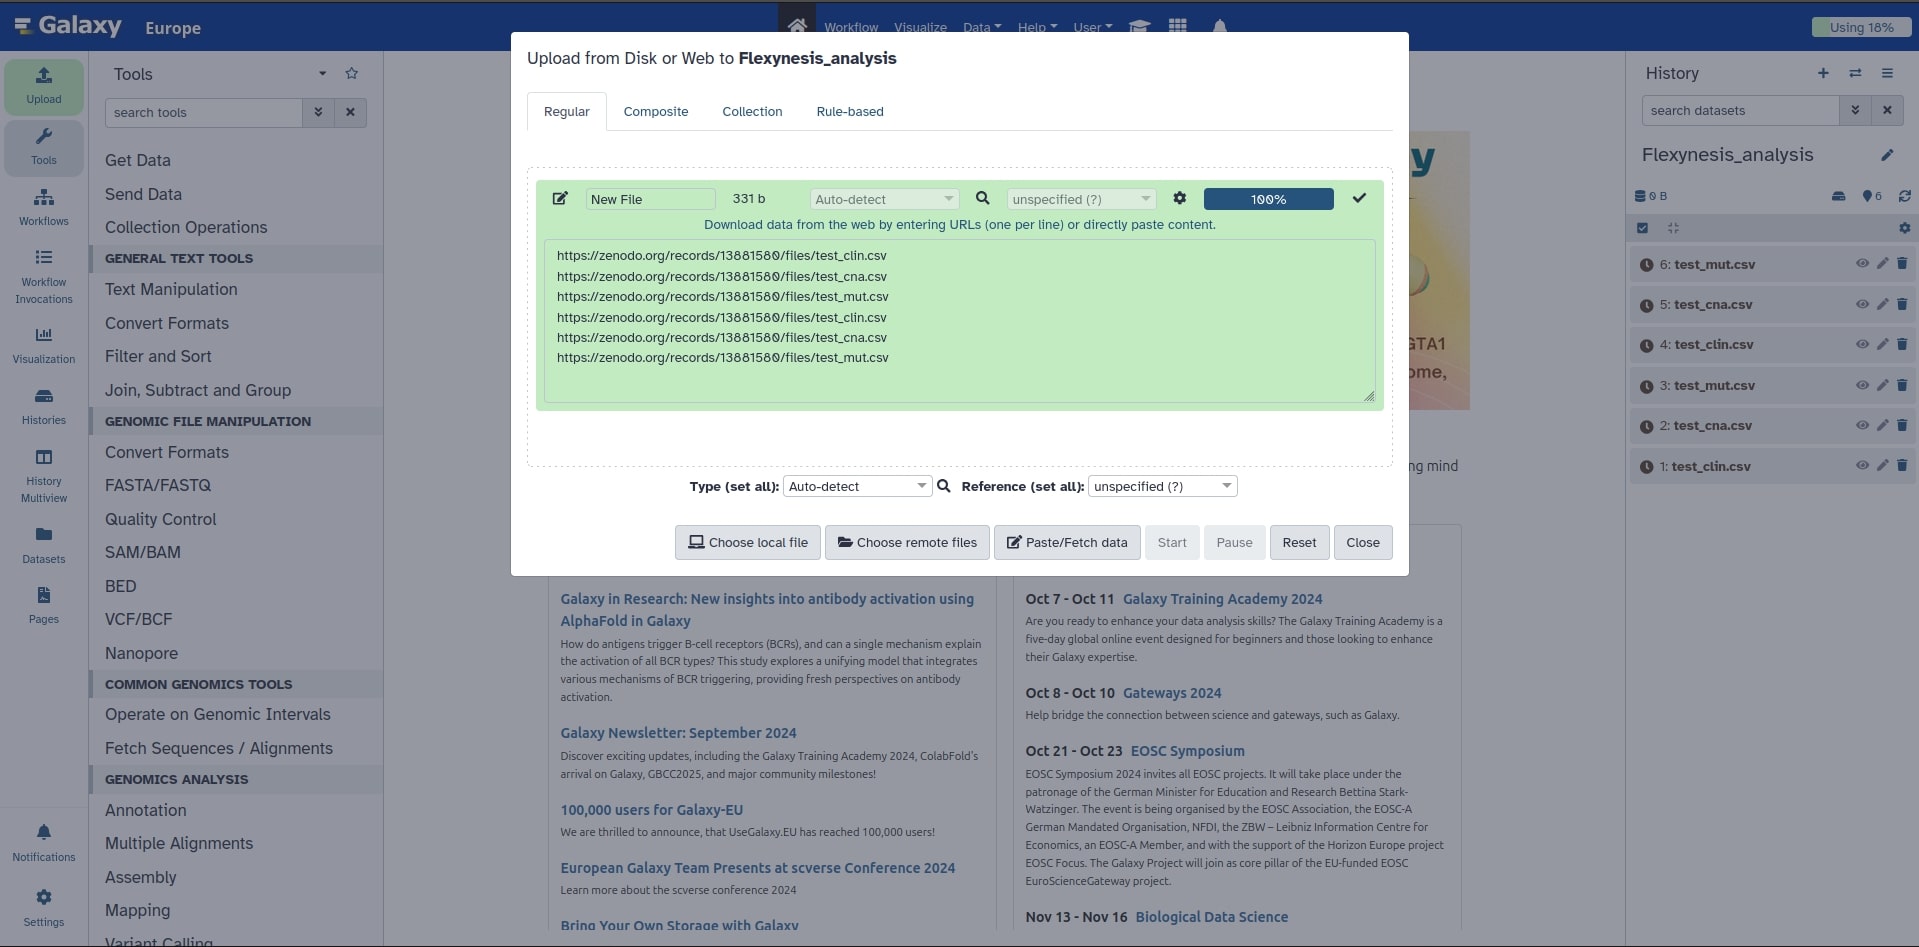 Galaxy Europe
Workflow Visualize Data Help User
Using 18%
Upload
Tools
Workflows
Workflow
Invocations
Visualization
Histories
History
Multiview
Datasets
Pages
Notifications
Settings
Tools
search tools
Get Data
Send Data
Collection Operations
GENERAL TEXT TOOLS
Text Manipulation
Convert Formats
Filter and Sort
Join, Subtract and Group
GENOMIC FILE MANIPULATION
Convert Formats
FASTA/FASTQ
Quality Control
SAM/BAM
BED
VCF/BCF
Nanopore
COMMON GENOMICS TOOLS
Operate on Genomic Intervals
Fetch Sequences / Alignments
GENOMICS ANALYSIS
Annotation
Multiple Alignments
Assembly
Mapping
Variant Calling
Upload from Disk or Web to Flexynesis_analysis
Regular Composite Collection Rule-based
New File 331 b Auto-detect unspecified (?) 100%
Download data from the web by entering URLs (one per line) or directly paste content.
https://zenodo.org/records/13881580/files/test_clin.csv
https://zenodo.org/records/13881580/files/test_cna.csv
https://zenodo.org/records/13881580/files/test_mut.csv
https://zenodo.org/records/13881580/files/test_clin.csv
https://zenodo.org/records/13881580/files/test_cna.csv
https://zenodo.org/records/13881580/files/test_mut.csv
Type (set all): Auto-detect Reference (set all): unspecified (?)
Choose local file Choose remote files Paste/Fetch data Start Pause Reset Close
y
GTA1
ome,
ng mind
Galaxy in Research: New insights into antibody activation using
AlphaFold in Galaxy
How do antigens trigger B-cell receptors (BCRs), and can a single mechanism explain
the activation of all BCR types? This study explores a unifying model that integrates
various mechanisms of BCR triggering, providing fresh perspectives on antibody
activation.
Galaxy Newsletter: September 2024
Discover exciting updates, including the Galaxy Training Academy 2024, ColabFold's
arrival on Galaxy, GBCC2025, and major community milestones!
100,000 users for Galaxy-EU
We are thrilled to announce, that UseGalaxy.EU has reached 100,000 users!
European Galaxy Team Presents at scverse Conference 2024
Learn more about the scverse conference 2024
Bring Your Own Storage with Galaxy
Oct 7 - Oct 11 Galaxy Training Academy 2024
Are you ready to enhance your data analysis skills? The Galaxy Training Academy is a
five-day global online event designed for beginners and those looking to enhance
their Galaxy expertise.
Oct 8 - Oct 10 Gateways 2024
Help bridge the connection between science and gateways, such as Galaxy.
Oct 21 - Oct 23 EOSC Symposium
EOSC Symposium 2024 invites all EOSC projects. It will take place under the
patronage of the German Minister for Education and Research Bettina Stark-
Watzinger. The event is being organised by the EOSC Association, the EOSC-A
German Mandated Organisation, NFDI, the ZBW – Leibniz Information Centre for
Economics, an EOSC-A Member, and with the support of the Horizon Europe project
EOSC Focus. The Galaxy Project will join as core pillar of the EU-funded EOSC
EuroScienceGateway project.
Nov 13 - Nov 16 Biological Data Science
History
search datasets
Flexynesis_analysis
0 B 6
6: test_mut.csv
5: test_cna.csv
4: test_clin.csv
3: test_mut.csv
2: test_cna.csv
1: test_clin.csv